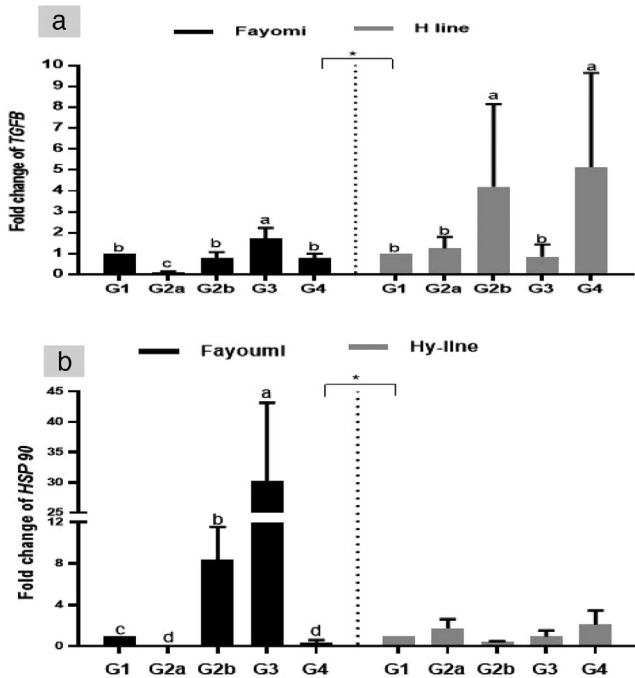 a
Fayomi H line
*
Fold change of TGFB
10
9
8
7
6
5
4
3
2
1
0
b c b a b b b a b a
G1 G2a G2b G3 G4 G1 G2a G2b G3 G4
b
Fayoumi Hy-line
*
Fold change of HSP 90
45
40
35
30
25
12
8
4
0
c d b a d
G1 G2a G2b G3 G4 G1 G2a G2b G3 G4